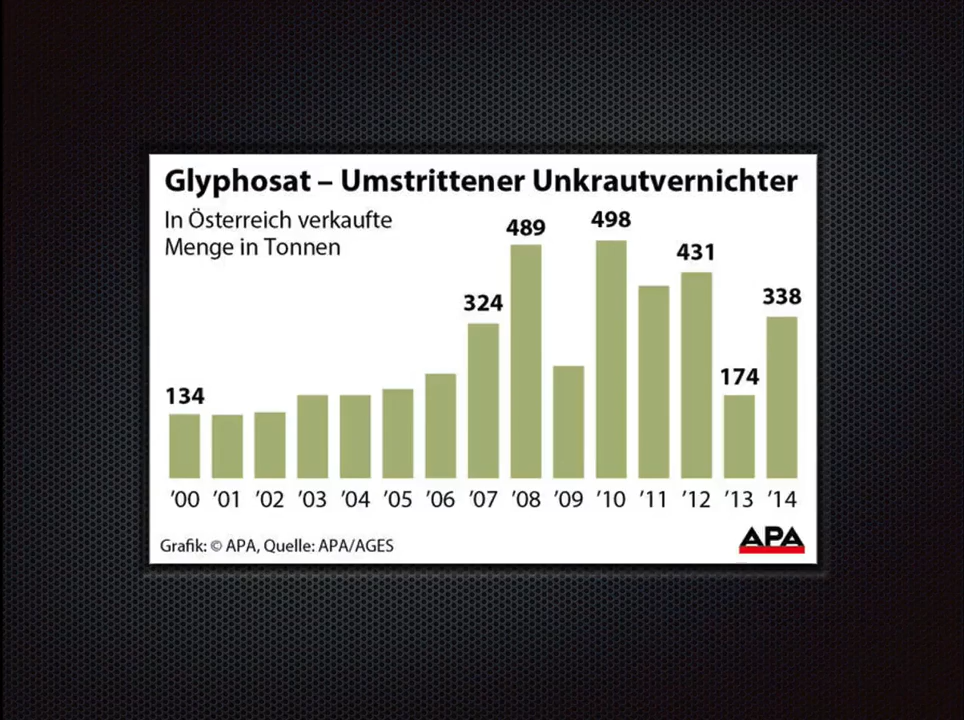 Glyphosat – Umstrittener Unkrautvernichter
In Österreich verkaufte
Menge in Tonnen
134
324
489
498
431
174
338
'00 '01 '02 '03 '04 '05 '06 '07 '08 '09 '10 '11 '12 '13 '14
Grafik: © APA, Quelle: APA/AGES
APA